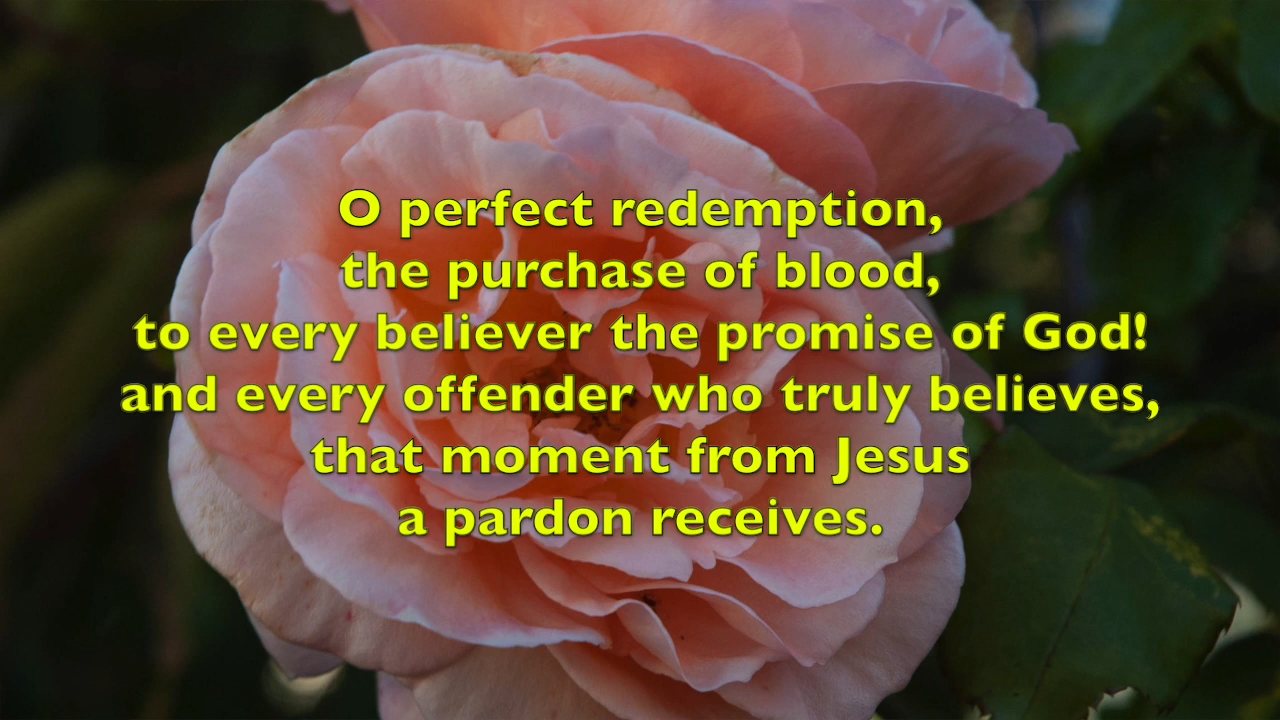 O perfect redemption,
the purchase of blood,
to every believer the promise of God!
and every offender who truly believes,
that moment from Jesus
a pardon receives.